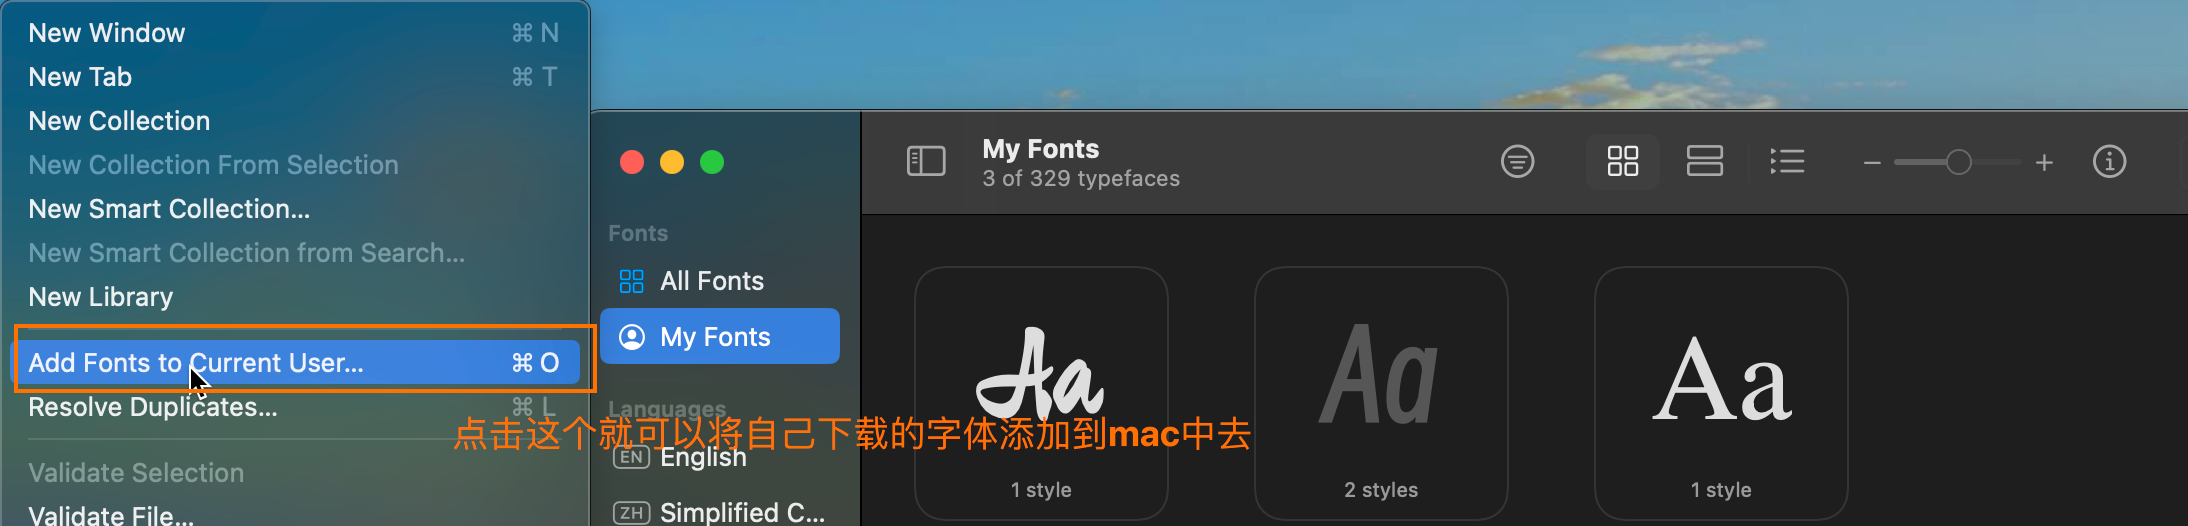 New Window ⌘ N
New Tab ⌘ T
New Collection
New Collection From Selection
New Smart Collection...
New Smart Collection from Search...
New Library
Add Fonts to Current User... ⌘ O
Resolve Duplicates... ⌘ L
Validate Selection
Validate File...
点击这个就可以将自己下载的字体添加到mac中去
Fonts
All Fonts
My Fonts
Languages
EN English
ZH Simplified C...
My Fonts
3 of 329 typefaces
Aa
1 style
Aa
2 styles
Aa
1 style